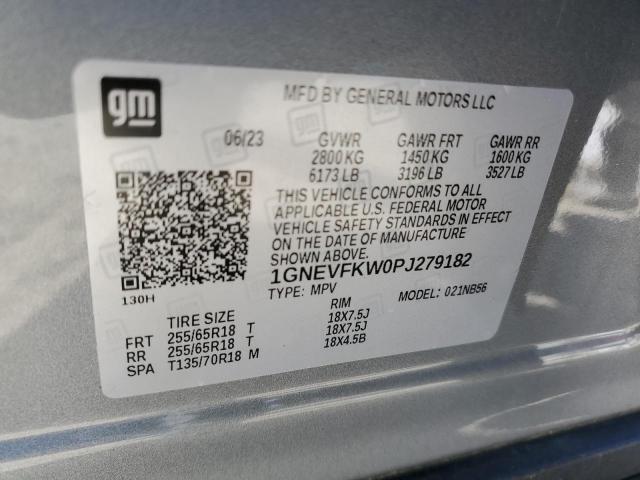 gm
MFD BY GENERAL MOTORS LLC
06/23 GVWR GAWR FRT GAWR RR
2800 KG 1450 KG 1600 KG
6173 LB 3196 LB 3527 LB
THIS VEHICLE CONFORMS TO ALL
APPLICABLE U.S. FEDERAL MOTOR
VEHICLE SAFETY STANDARDS IN EFFECT
ON THE DATE OF MANUFACTURE
SHOWN ABOVE.
1GNEVFKW0PJ279182
130H
TYPE: MPV MODEL: 021NB56
TIRE SIZE RIM
FRT 255/65R18 T 18X7.5J
RR 255/65R18 T 18X7.5J
SPA T135/70R18 M 18X4.5B